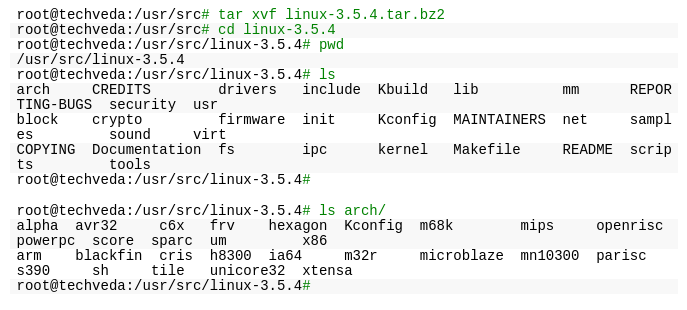 root@techveda:/usr/src# tar xvf linux-3.5.4.tar.bz2
root@techveda:/usr/src# cd linux-3.5.4
root@techveda:/usr/src/linux-3.5.4# pwd
/usr/src/linux-3.5.4
root@techveda:/usr/src/linux-3.5.4# ls
arch     CREDITS        drivers   include  Kbuild   lib          mm      REPOR
TING-BUGS  security  usr
block    crypto         firmware  init     Kconfig  MAINTAINERS  net     sampl
es         sound     virt
COPYING  Documentation  fs        ipc      kernel   Makefile     README  scrip
ts         tools
root@techveda:/usr/src/linux-3.5.4#
root@techveda:/usr/src/linux-3.5.4# ls arch/
alpha  avr32     c6x   frv    hexagon  Kconfig  m68k        mips     openrisc
powerpc  score  sparc  um         x86
arm    blackfin  cris  h8300  ia64     m32r     microblaze  mn10300  parisc
s390     sh     tile   unicore32  xtensa
root@techveda:/usr/src/linux-3.5.4#